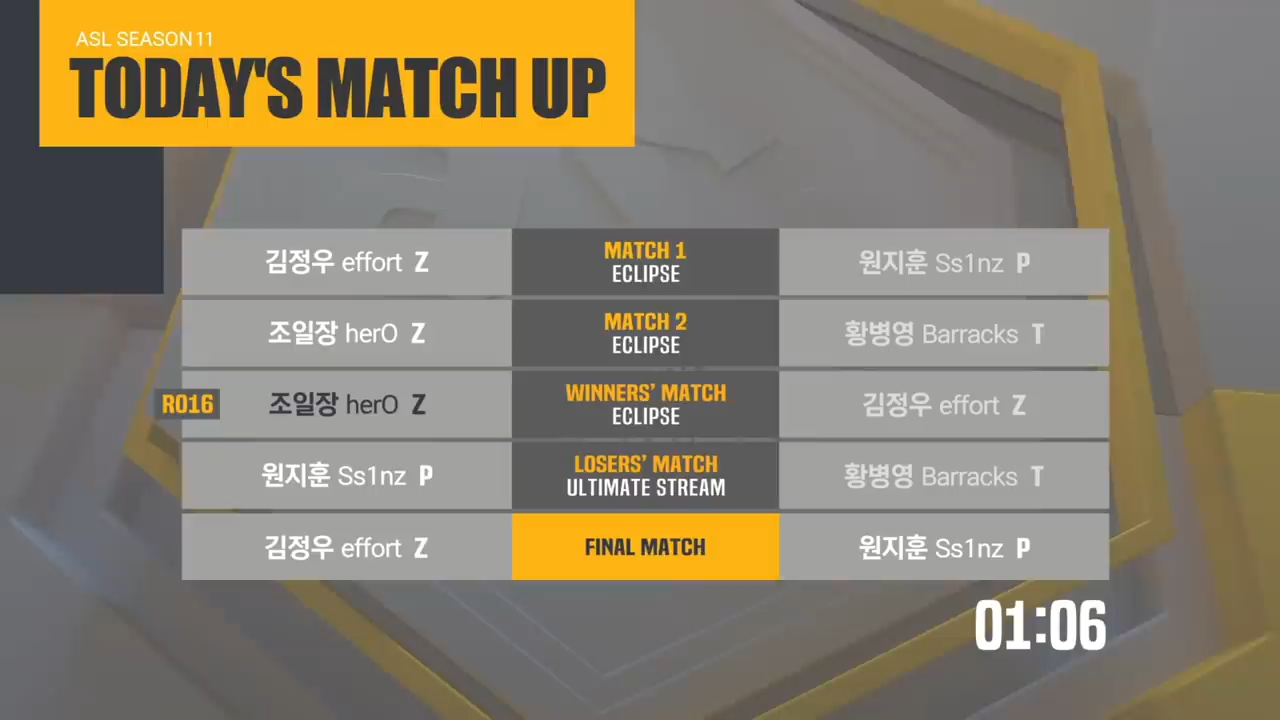 ASL SEASON 11
TODAY'S MATCH UP
김정우 effort Z
MATCH 1
ECLIPSE
원지훈 Ss1nz P
조일장 herO Z
MATCH 2
ECLIPSE
황병영 Barracks T
RO16
조일장 herO Z
WINNERS' MATCH
ECLIPSE
김정우 effort Z
원지훈 Ss1nz P
LOSERS' MATCH
ULTIMATE STREAM
황병영 Barracks T
김정우 effort Z
FINAL MATCH
원지훈 Ss1nz P
01:06